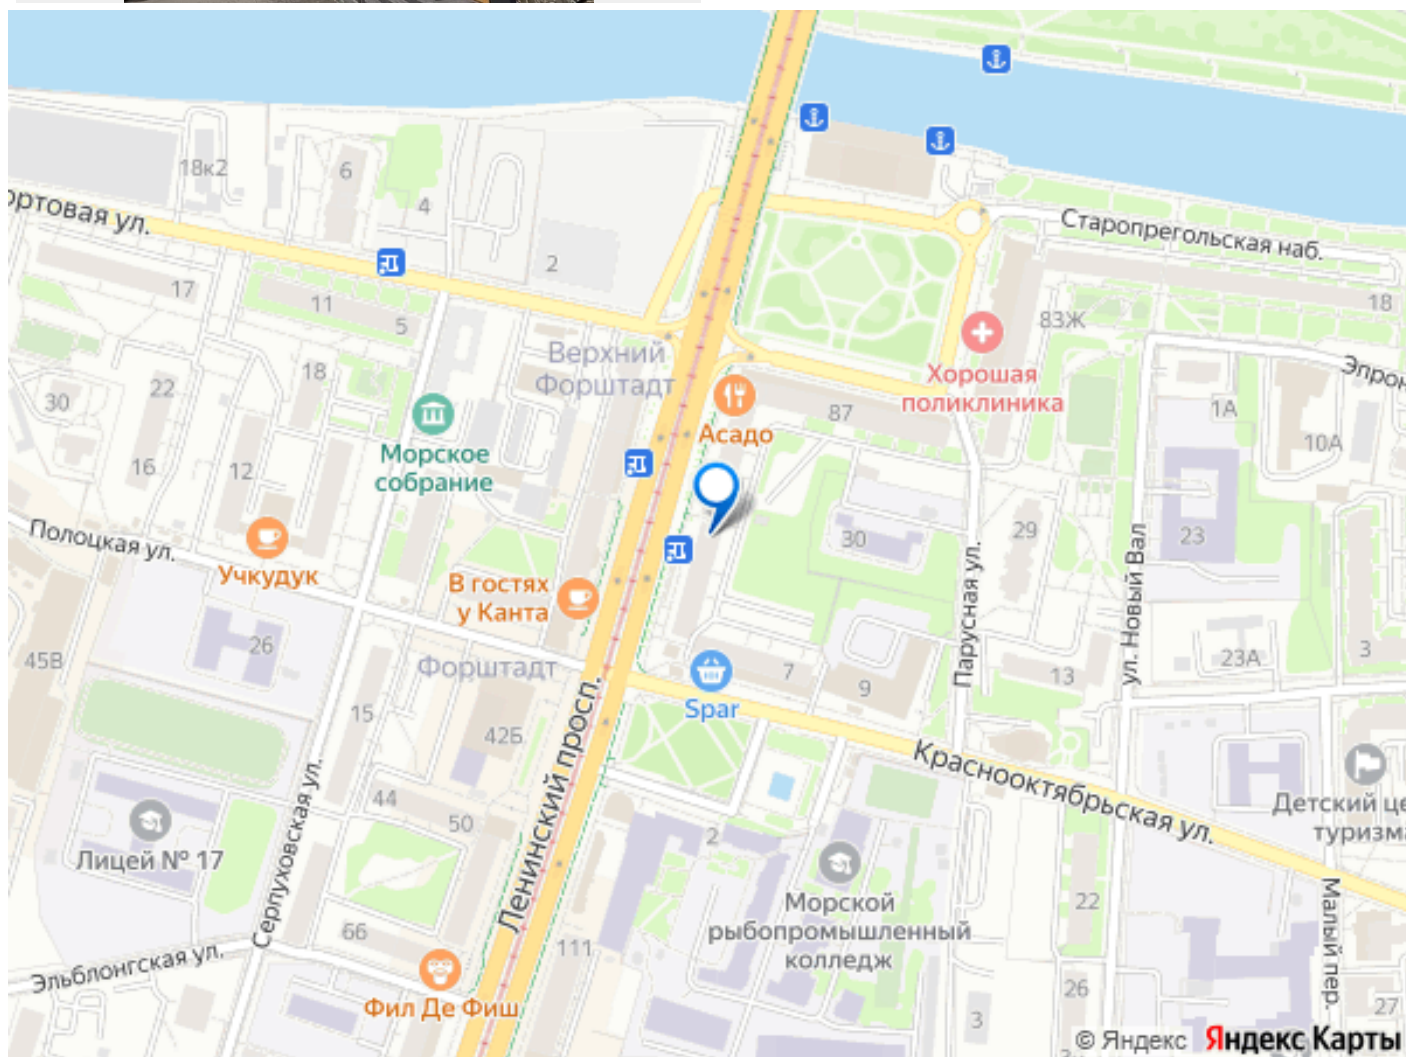 18к2
6
4
ортовая ул.
Старопрегольская наб.
2
17
11
5
18
83Ж
Верхний
Форштадт
Хорошая
поликлиника
Элрон
18
22
30
Асадо
87
1А
10А
Морское
собрание
16
12
Полоцкая ул.
Учкудук
В гостях
у Канта
30
29
23
Парусная ул.
ул. Новый Вал
26
45В
Форштадт
Spar
7
9
13
23А
3
15
42Б
Ленинский просп.
Краснооктябрьская ул.
Серпуховская ул.
44
50
2
Детский це
туризма
Лицей № 17
Морской
рыбопромышленный
колледж
22
Малый пер.
66
111
Эльблонгская ул.
Фил Де Фиш
26
27
3
© Яндекс Яндекс Карты